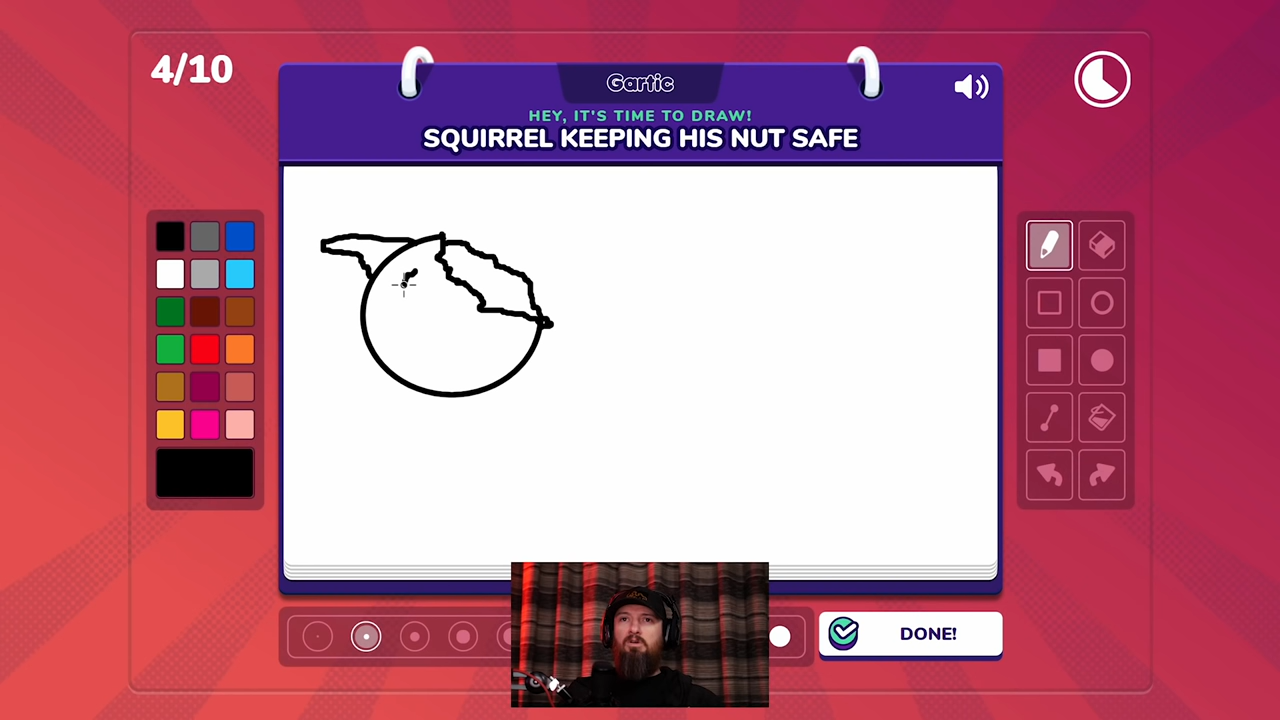 4/10
Gartic
HEY, IT'S TIME TO DRAW!
SQUIRREL KEEPING HIS NUT SAFE
DONE!